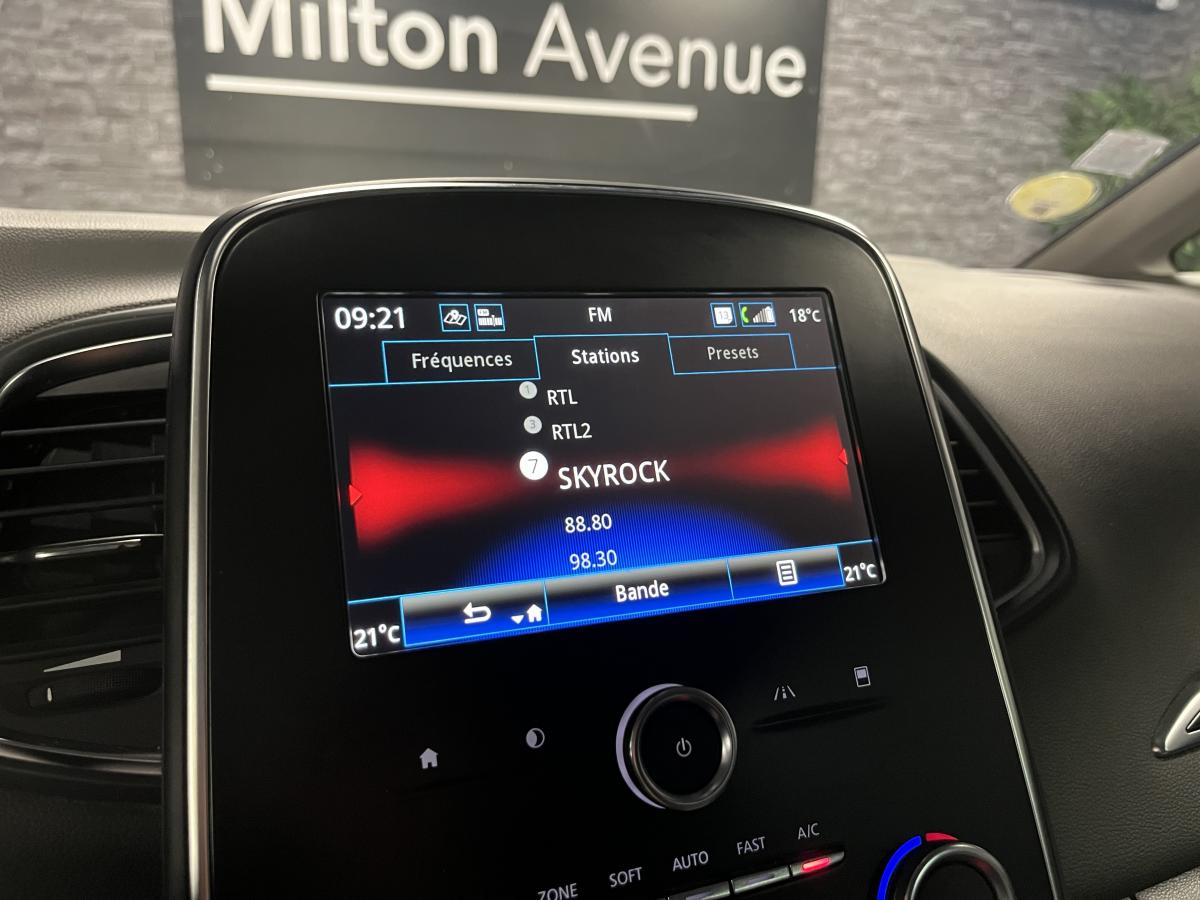 Milton Avenue
09:21 FM 13 18°C
Fréquences Stations Presets
1 RTL
3 RTL2
7 SKYROCK
88.80
98.30
21°C Bande 21°C
ZONE SOFT AUTO FAST A/C